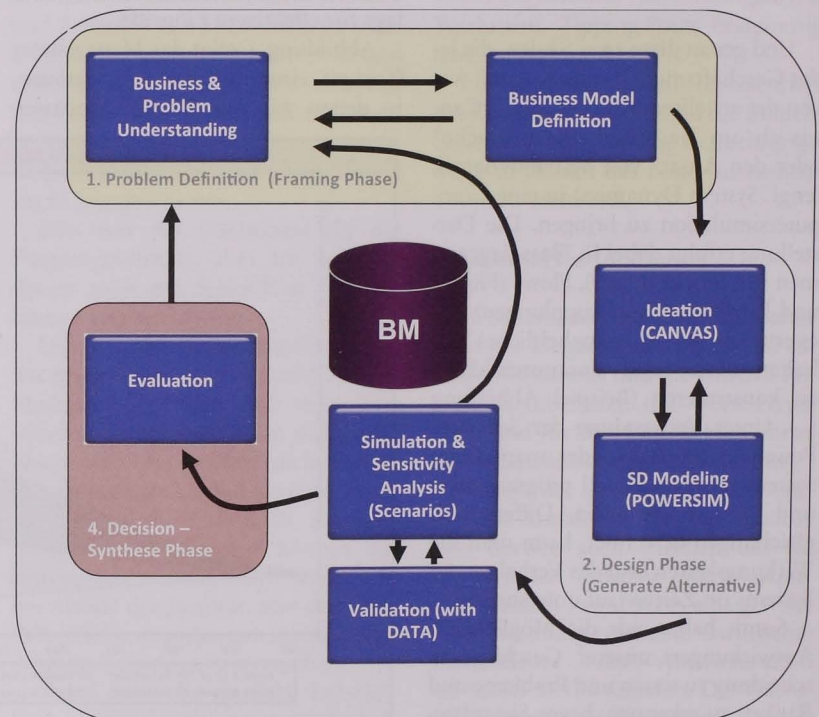 Business &
Problem
Understanding
Business Model
Definition
1. Problem Definition (Framing Phase)
BM
Ideation
(CANVAS)
Evaluation
Simulation &
Sensitivity
Analysis
(Scenarios)
SD Modeling
(POWERSIM)
4. Decision –
Synthese Phase
2. Design Phase
(Generate Alternative)
Validation (with
DATA)